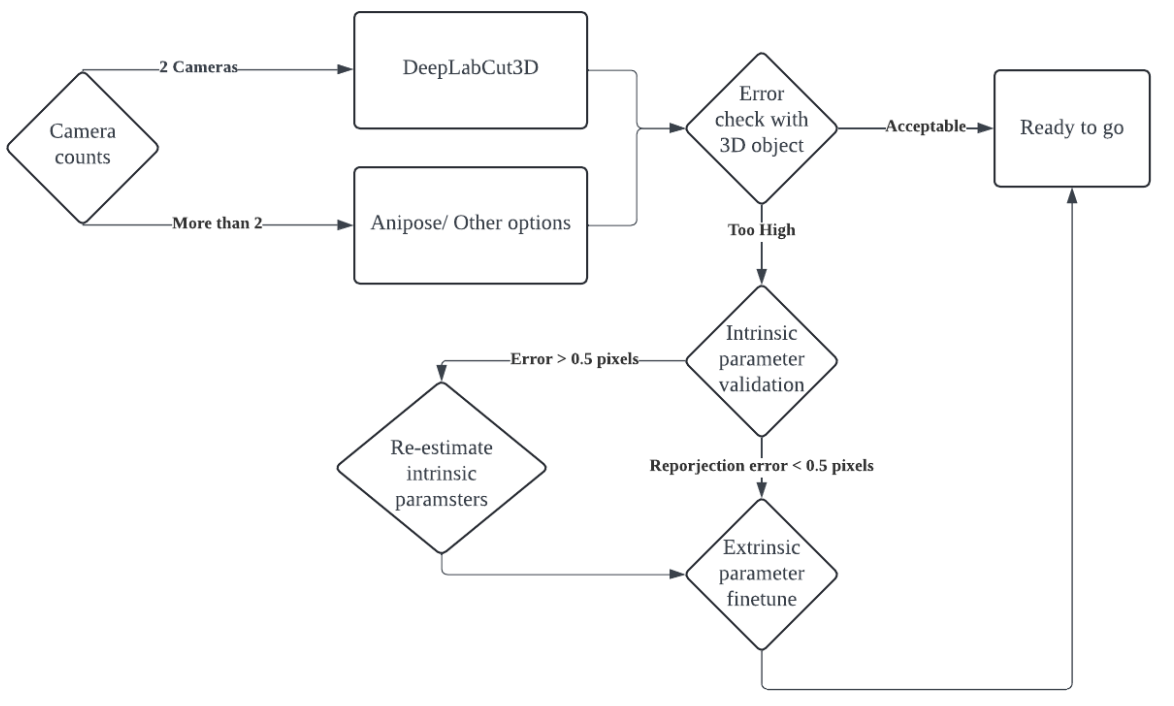 2 Cameras
DeepLabCut3D
Camera
counts
More than 2
Anipose/ Other options
Error
check with
3D object
Acceptable
Ready to go
Too High
Intrinsic
parameter
validation
Error > 0.5 pixels
Re-estimate
intrinsic
paramsters
Reporjection error < 0.5 pixels
Extrinsic
parameter
finetune